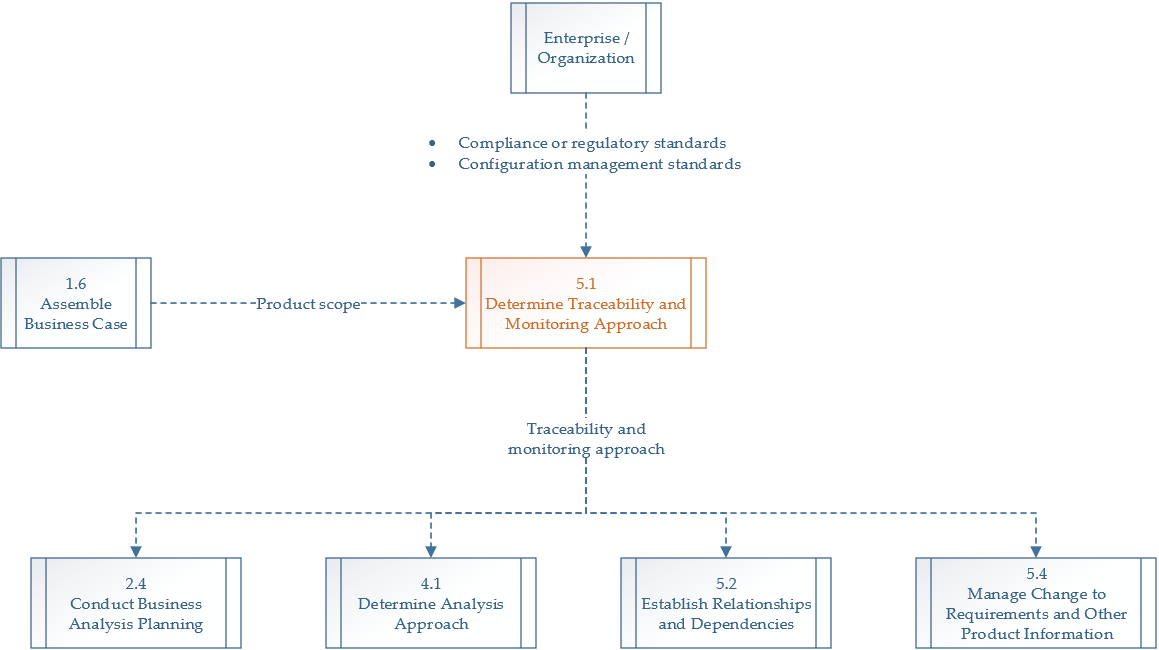 Enterprise /
Organization
• Compliance or regulatory standards
• Configuration management standards
1.6
Assemble
Business Case
Product scope
5.1
Determine Traceability and
Monitoring Approach
Traceability and
monitoring approach
2.4
Conduct Business
Analysis Planning
4.1
Determine Analysis
Approach
5.2
Establish Relationships
and Dependencies
5.4
Manage Change to
Requirements and Other
Product Information